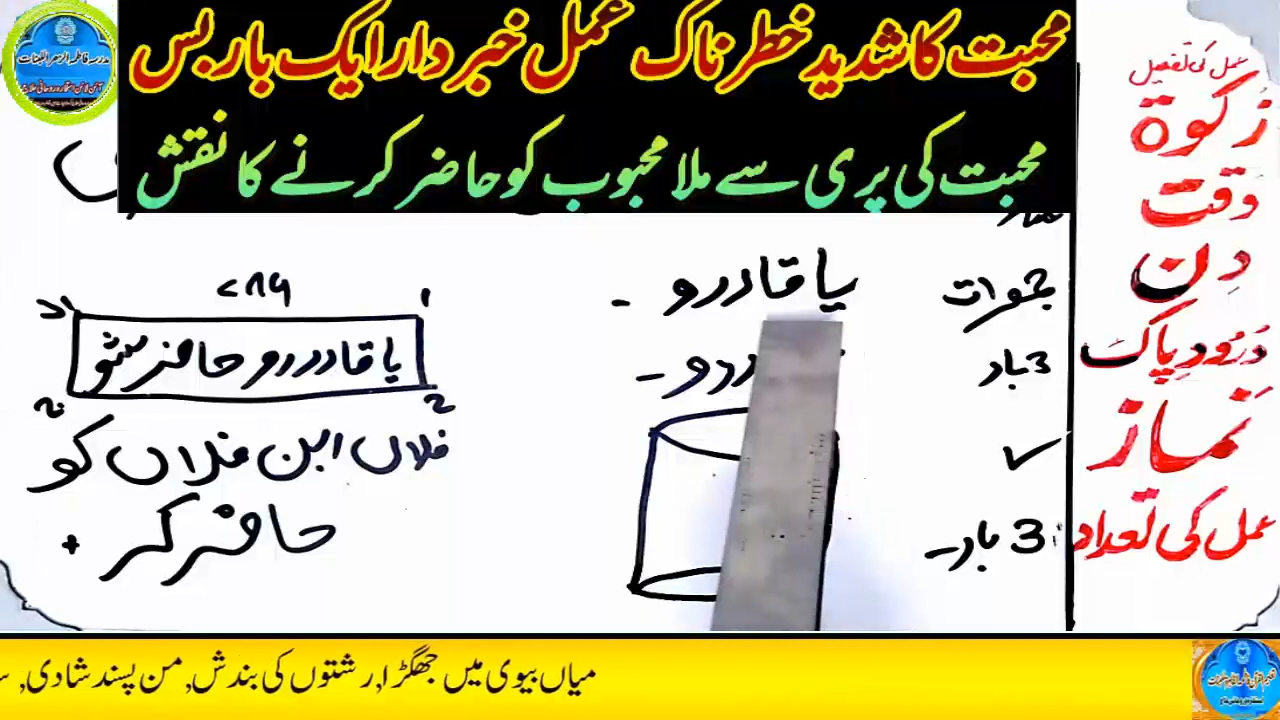 محبت کا شدید خطرناک عمل خبردار ایک بار بس
محبت کی پری سے ملا محبوب کو حاضر کرنے کا نقش
عمل کی تفصیل
زکوۃ
وقت
دن
درود پاک
نماز
عمل کی تعداد
جمعرات
3 بار
✓
3 بار۔
یا قادررو ۔
ررو ۔
۷۸۶
یا قادررو حاضر شو
فلاں ابن فلاں کو
حاضر کر +
میاں بیوی میں جھگڑا, رشتوں کی بندش, من پسند شادی,